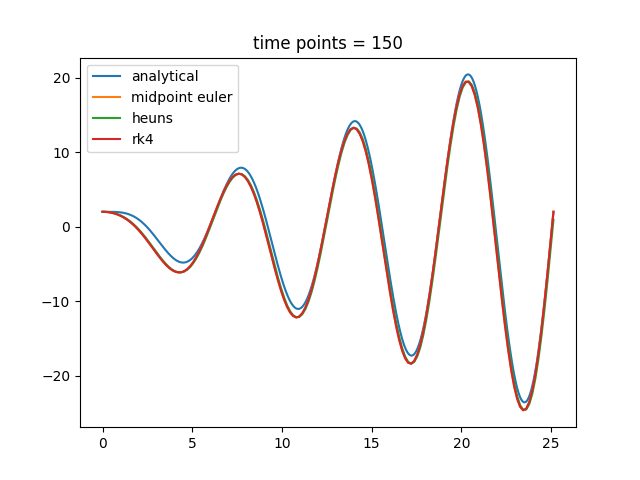 time points = 150
analytical
midpoint euler
heuns
rk4
20
10
0
−10
−20
0
5
10
15
20
25